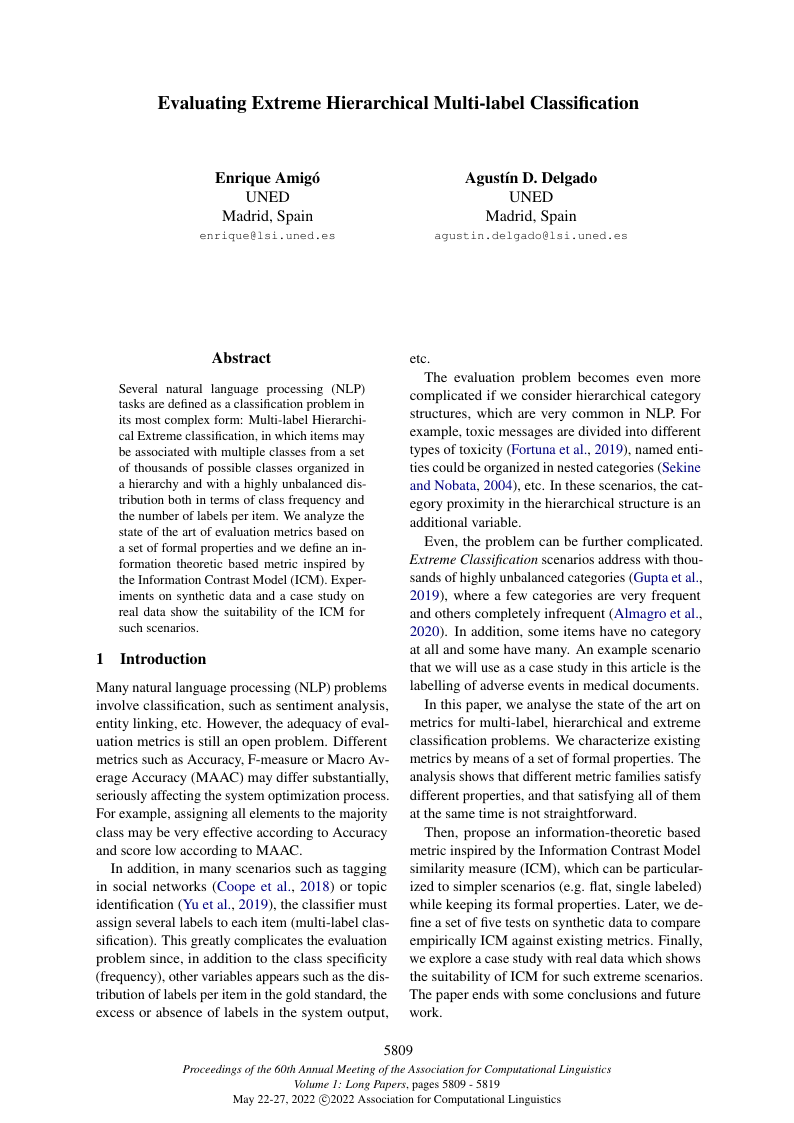 Evaluating Extreme Hierarchical Multi-label Classification
Enrique Amigó
UNED
Madrid, Spain
enrique@lsi.uned.es
Agustín D. Delgado
UNED
Madrid, Spain
agustin.delgado@lsi.uned.es
Abstract
Several natural language processing (NLP)
tasks are defined as a classification problem in
its most complex form: Multi-label Hierarchi-
cal Extreme classification, in which items may
be associated with multiple classes from a set
of thousands of possible classes organized in
a hierarchy and with a highly unbalanced dis-
tribution both in terms of class frequency and
the number of labels per item. We analyze the
state of the art of evaluation metrics based on
a set of formal properties and we define an in-
formation theoretic based metric inspired by
the Information Contrast Model (ICM). Exper-
iments on synthetic data and a case study on
real data show the suitability of the ICM for
such scenarios.
1 Introduction
Many natural language processing (NLP) problems
involve classification, such as sentiment analysis,
entity linking, etc. However, the adequacy of eval-
uation metrics is still an open problem. Different
metrics such as Accuracy, F-measure or Macro Av-
erage Accuracy (MAAC) may differ substantially,
seriously affecting the system optimization process.
For example, assigning all elements to the majority
class may be very effective according to Accuracy
and score low according to MAAC.
In addition, in many scenarios such as tagging
in social networks (Coope et al., 2018) or topic
identification (Yu et al., 2019), the classifier must
assign several labels to each item (multi-label clas-
sification). This greatly complicates the evaluation
problem since, in addition to the class specificity
(frequency), other variables appears such as the dis-
tribution of labels per item in the gold standard, the
excess or absence of labels in the system output,
etc.
The evaluation problem becomes even more
complicated if we consider hierarchical category
structures, which are very common in NLP. For
example, toxic messages are divided into different
types of toxicity (Fortuna et al., 2019), named enti-
ties could be organized in nested categories (Sekine
and Nobata, 2004), etc. In these scenarios, the cat-
egory proximity in the hierarchical structure is an
additional variable.
Even, the problem can be further complicated.
Extreme Classification scenarios address with thou-
sands of highly unbalanced categories (Gupta et al.,
2019), where a few categories are very frequent
and others completely infrequent (Almagro et al.,
2020). In addition, some items have no category
at all and some have many. An example scenario
that we will use as a case study in this article is the
labelling of adverse events in medical documents.
In this paper, we analyse the state of the art on
metrics for multi-label, hierarchical and extreme
classification problems. We characterize existing
metrics by means of a set of formal properties. The
analysis shows that different metric families satisfy
different properties, and that satisfying all of them
at the same time is not straightforward.
Then, propose an information-theoretic based
metric inspired by the Information Contrast Model
similarity measure (ICM), which can be particular-
ized to simpler scenarios (e.g. flat, single labeled)
while keeping its formal properties. Later, we de-
fine a set of five tests on synthetic data to compare
empirically ICM against existing metrics. Finally,
we explore a case study with real data which shows
the suitability of ICM for such extreme scenarios.
The paper ends with some conclusions and future
work.
5809
Proceedings of the 60th Annual Meeting of the Association for Computational Linguistics
Volume 1: Long Papers, pages 5809 - 5819
May 22-27, 2022 ©2022 Association for Computational Linguistics